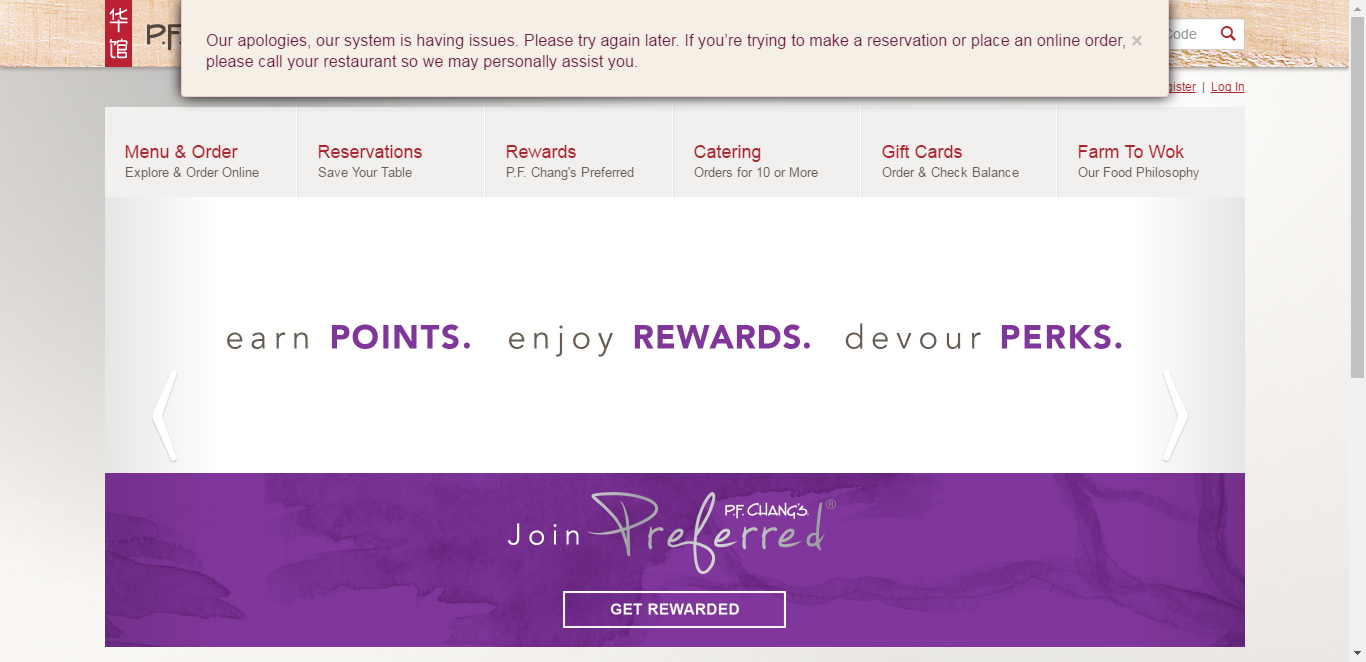 华
馆
P.F.
Our apologies, our system is having issues. Please try again later. If you’re trying to make a reservation or place an online order, ×
please call your restaurant so we may personally assist you.
Code
ister | Log In
Menu & Order
Explore & Order Online
Reservations
Save Your Table
Rewards
P.F. Chang's Preferred
Catering
Orders for 10 or More
Gift Cards
Order & Check Balance
Farm To Wok
Our Food Philosophy
earn POINTS. enjoy REWARDS. devour PERKS.
Join Preferred
P.F. CHANG'S ®
GET REWARDED